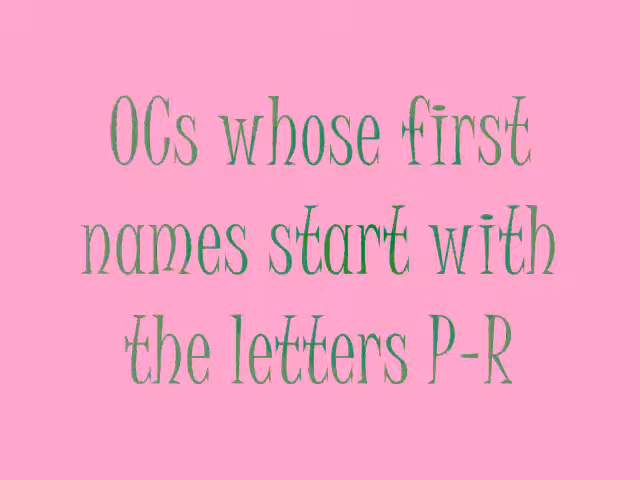 OCs whose first
names start with
the letters P-R